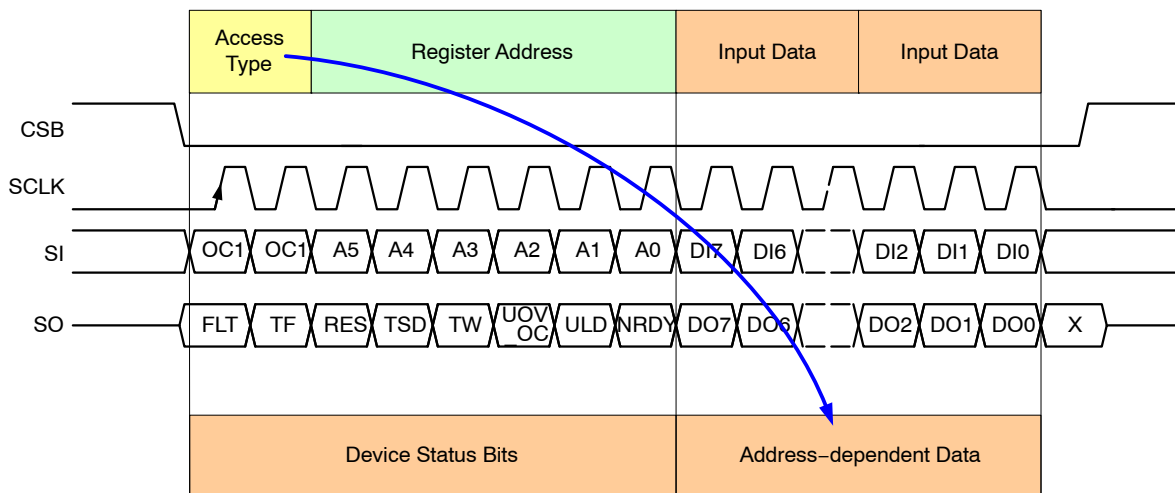 Access
Type
Register Address
Input Data
Input Data
CSB
SCLK
SI
OC1
OC1
A5
A4
A3
A2
A1
A0
DI7
DI6
DI2
DI1
DI0
SO
FLT
TF
RES
TSD
TW
UOV
_OC
ULD
NRDY
DO7
DO6
DO2
DO1
DO0
X
Device Status Bits
Address−dependent Data